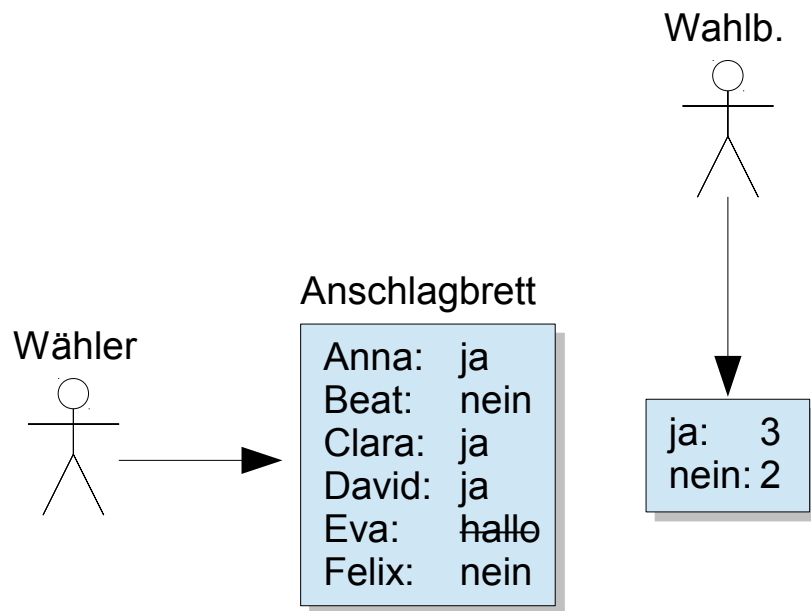 Wahlb.
Anschlagbrett
Wähler
Anna: ja
Beat: nein
Clara: ja
David: ja
Eva: hallo
Felix: nein
ja: 3
nein: 2